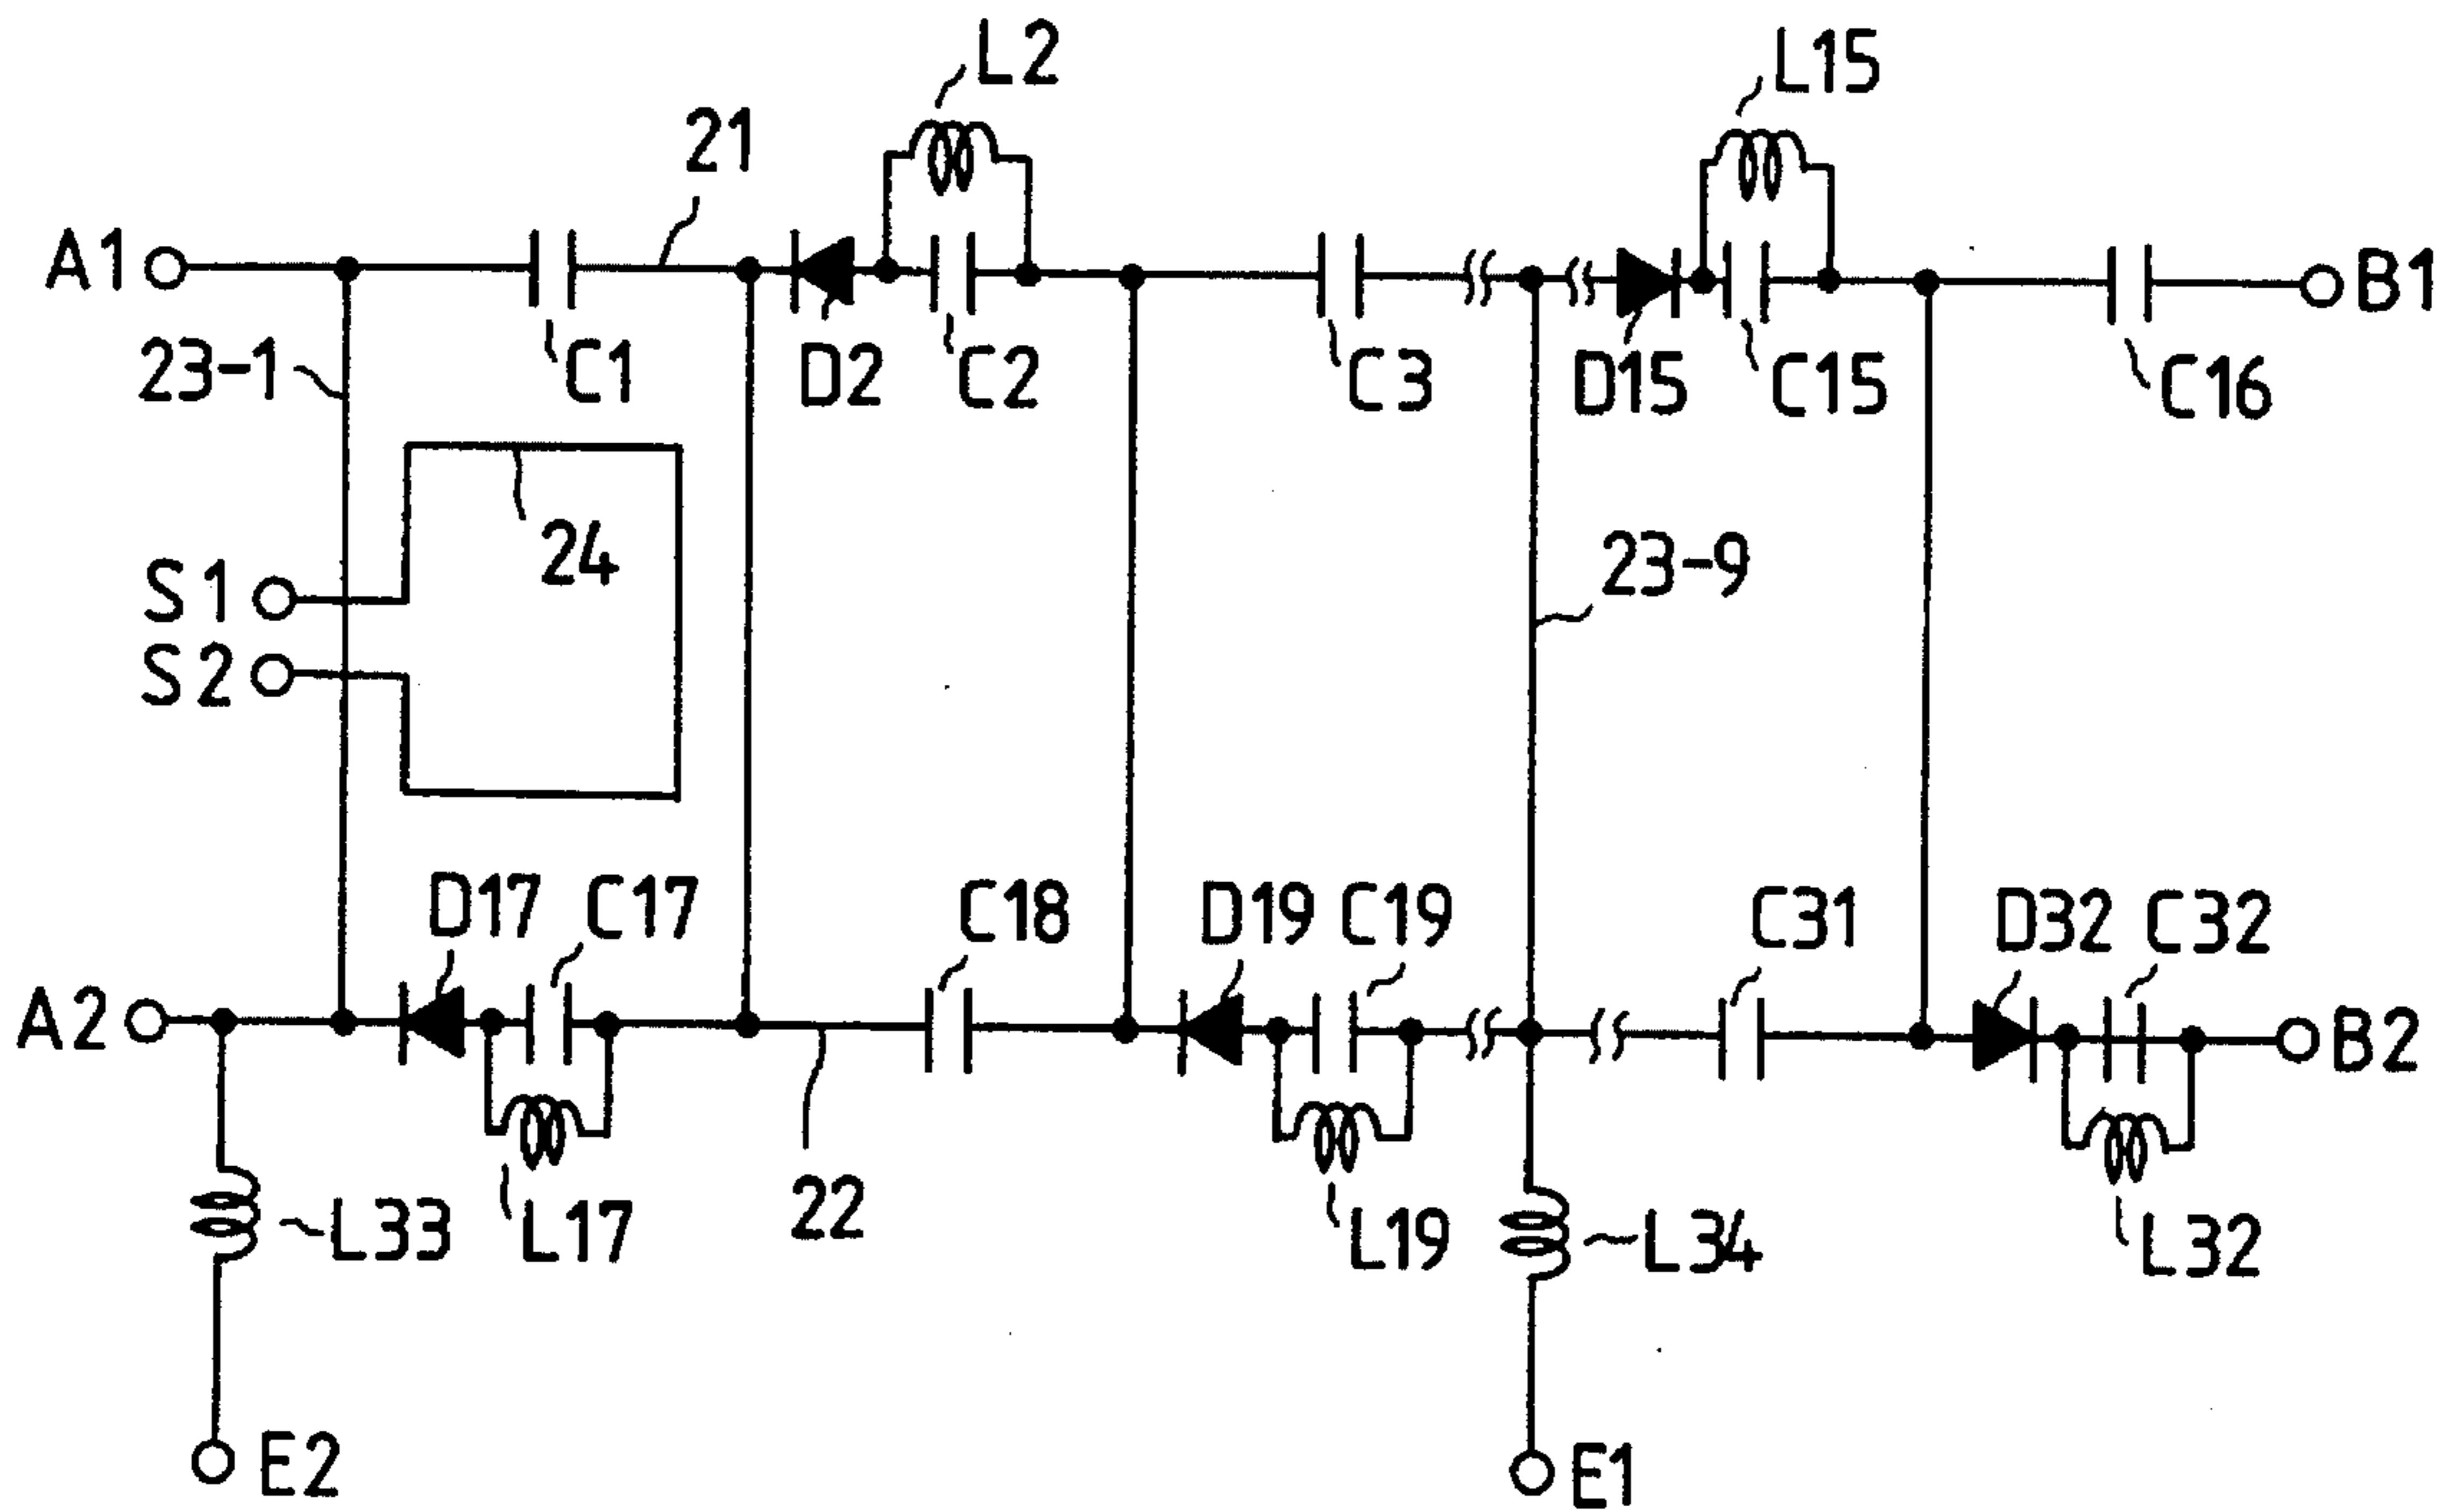 L2
L15
21
A1
B1
23-1
C1
D2
C2
C3
D15
C15
C16
24
S1
23-9
S2
D17
C17
C18
D19
C19
C31
D32
C32
A2
B2
L33
L17
22
L19
L34
L32
E2
E1